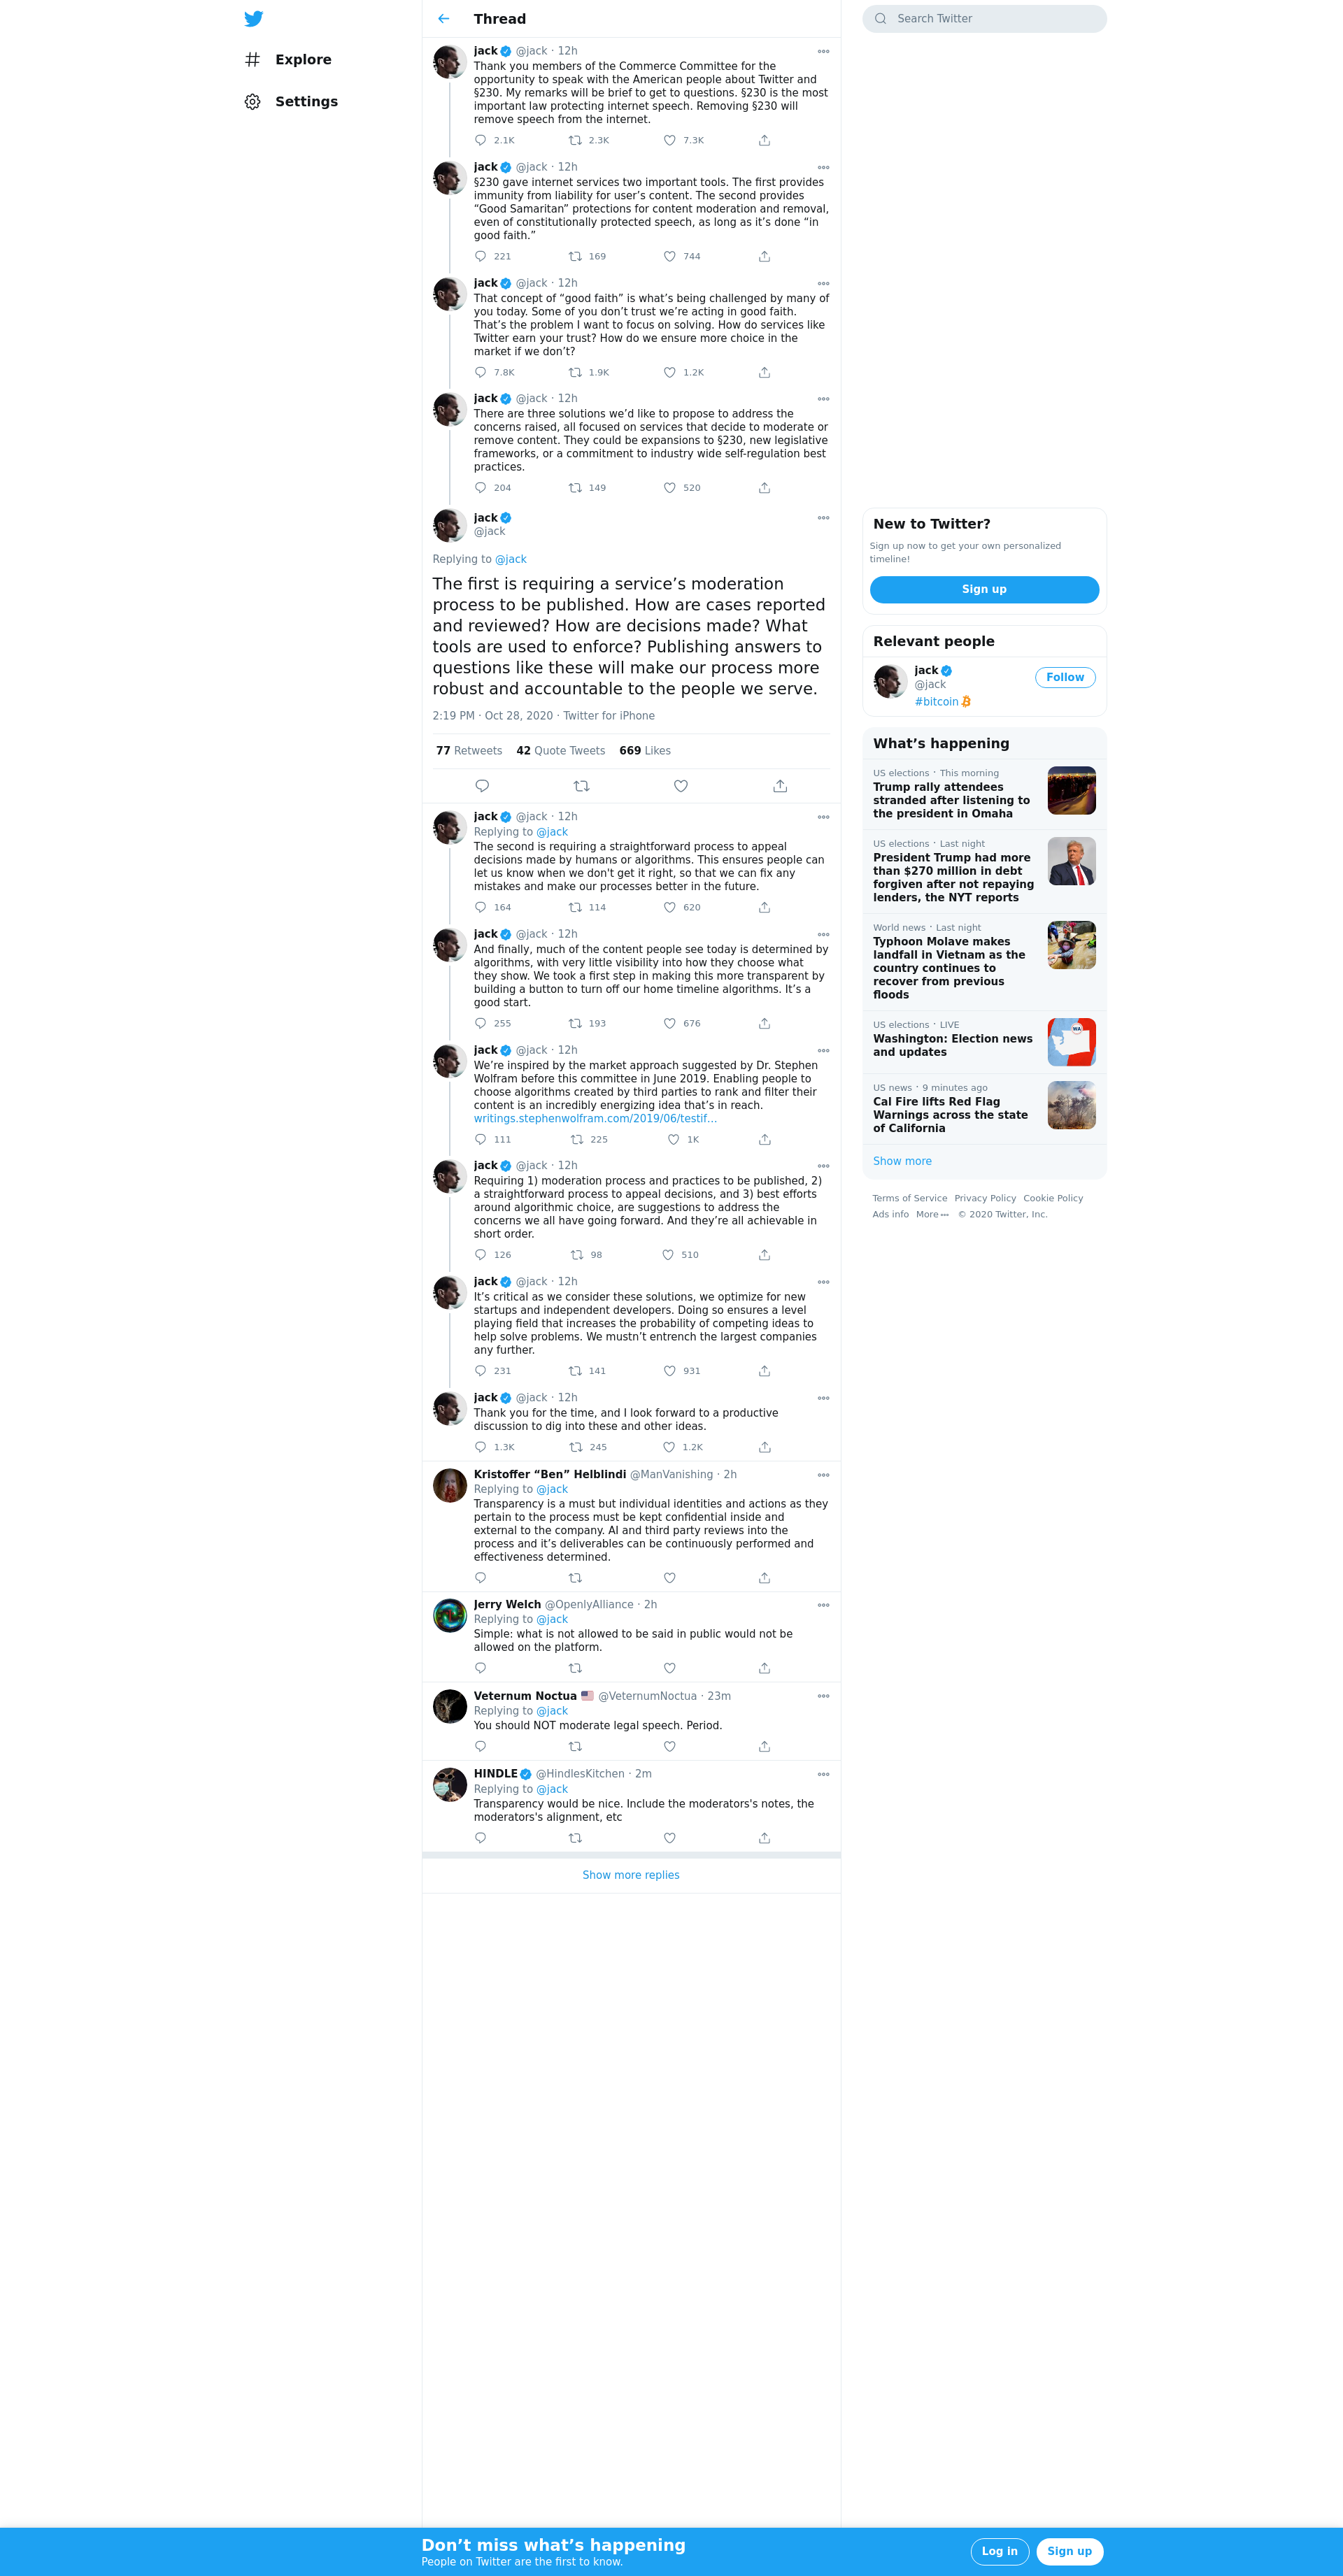 Explore
Settings
Thread
jack @jack · 12h
Thank you members of the Commerce Committee for the
opportunity to speak with the American people about Twitter and
§230. My remarks will be brief to get to questions. §230 is the most
important law protecting internet speech. Removing §230 will
remove speech from the internet.
2.1K 2.3K 7.3K
jack @jack · 12h
§230 gave internet services two important tools. The first provides
immunity from liability for user’s content. The second provides
“Good Samaritan” protections for content moderation and removal,
even of constitutionally protected speech, as long as it’s done “in
good faith.”
221 169 744
jack @jack · 12h
That concept of “good faith” is what’s being challenged by many of
you today. Some of you don’t trust we’re acting in good faith.
That’s the problem I want to focus on solving. How do services like
Twitter earn your trust? How do we ensure more choice in the
market if we don’t?
7.8K 1.9K 1.2K
jack @jack · 12h
There are three solutions we’d like to propose to address the
concerns raised, all focused on services that decide to moderate or
remove content. They could be expansions to §230, new legislative
frameworks, or a commitment to industry wide self-regulation best
practices.
204 149 520
jack
@jack
Replying to @jack
The first is requiring a service’s moderation
process to be published. How are cases reported
and reviewed? How are decisions made? What
tools are used to enforce? Publishing answers to
questions like these will make our process more
robust and accountable to the people we serve.
2:19 PM · Oct 28, 2020 · Twitter for iPhone
77 Retweets 42 Quote Tweets 669 Likes
jack @jack · 12h
Replying to @jack
The second is requiring a straightforward process to appeal
decisions made by humans or algorithms. This ensures people can
let us know when we don't get it right, so that we can fix any
mistakes and make our processes better in the future.
164 114 620
jack @jack · 12h
And finally, much of the content people see today is determined by
algorithms, with very little visibility into how they choose what
they show. We took a first step in making this more transparent by
building a button to turn off our home timeline algorithms. It’s a
good start.
255 193 676
jack @jack · 12h
We’re inspired by the market approach suggested by Dr. Stephen
Wolfram before this committee in June 2019. Enabling people to
choose algorithms created by third parties to rank and filter their
content is an incredibly energizing idea that’s in reach.
writings.stephenwolfram.com/2019/06/testif…
111 225 1K
jack @jack · 12h
Requiring 1) moderation process and practices to be published, 2)
a straightforward process to appeal decisions, and 3) best efforts
around algorithmic choice, are suggestions to address the
concerns we all have going forward. And they’re all achievable in
short order.
126 98 510
jack @jack · 12h
It’s critical as we consider these solutions, we optimize for new
startups and independent developers. Doing so ensures a level
playing field that increases the probability of competing ideas to
help solve problems. We mustn’t entrench the largest companies
any further.
231 141 931
jack @jack · 12h
Thank you for the time, and I look forward to a productive
discussion to dig into these and other ideas.
1.3K 245 1.2K
Kristoffer “Ben” Helblindi @ManVanishing · 2h
Replying to @jack
Transparency is a must but individual identities and actions as they
pertain to the process must be kept confidential inside and
external to the company. AI and third party reviews into the
process and it’s deliverables can be continuously performed and
effectiveness determined.
Jerry Welch @OpenlyAlliance · 2h
Replying to @jack
Simple: what is not allowed to be said in public would not be
allowed on the platform.
Veternum Noctua @VeternumNoctua · 23m
Replying to @jack
You should NOT moderate legal speech. Period.
HINDLE @HindlesKitchen · 2m
Replying to @jack
Transparency would be nice. Include the moderators's notes, the
moderators's alignment, etc
Show more replies
Search Twitter
New to Twitter?
Sign up now to get your own personalized
timeline!
Sign up
Relevant people
jack
@jack
Follow
#bitcoin
What’s happening
US elections · This morning
Trump rally attendees
stranded after listening to
the president in Omaha
US elections · Last night
President Trump had more
than $270 million in debt
forgiven after not repaying
lenders, the NYT reports
World news · Last night
Typhoon Molave makes
landfall in Vietnam as the
country continues to
recover from previous
floods
US elections · LIVE
Washington: Election news
and updates
WA
US news · 9 minutes ago
Cal Fire lifts Red Flag
Warnings across the state
of California
Show more
Terms of Service Privacy Policy Cookie Policy
Ads info More © 2020 Twitter, Inc.
Don’t miss what’s happening
People on Twitter are the first to know.
Log in
Sign up